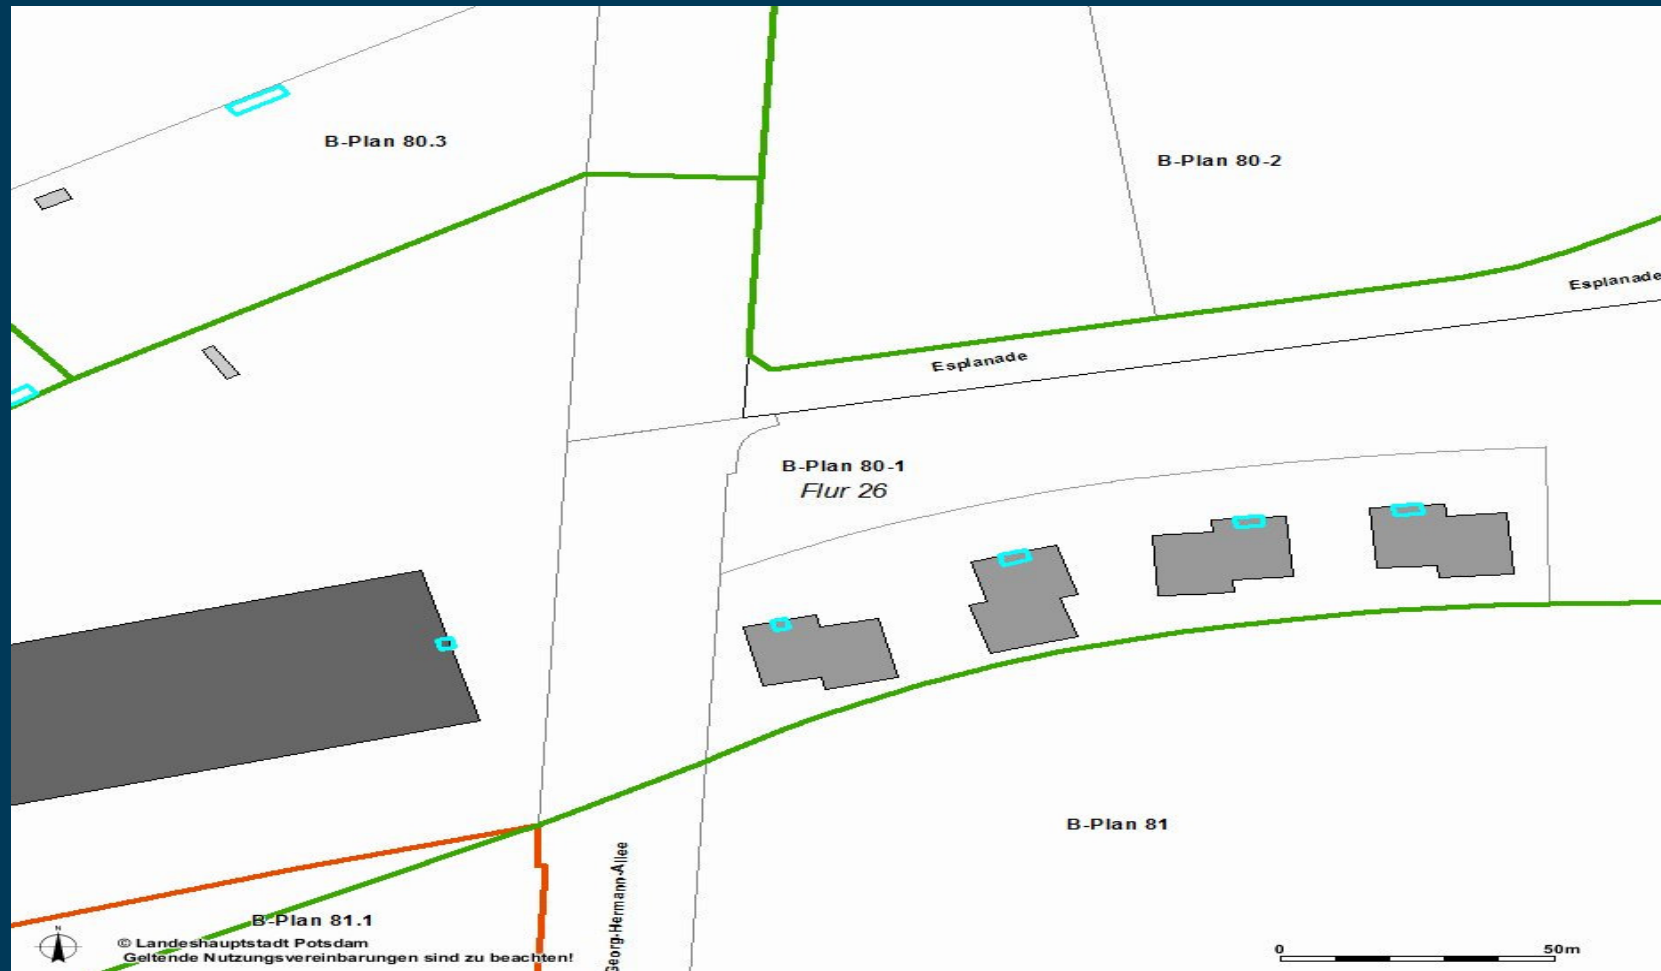 B-Plan 80.3
B-Plan 80-2
Esplanade
Esplanade
B-Plan 80-1
Flur 26
B-Plan 81
Georg-Hermann-Allee
B-Plan 81.1
N
© Landeshauptstadt Potsdam
Geltende Nutzungsvereinbarungen sind zu beachten!
0 50m